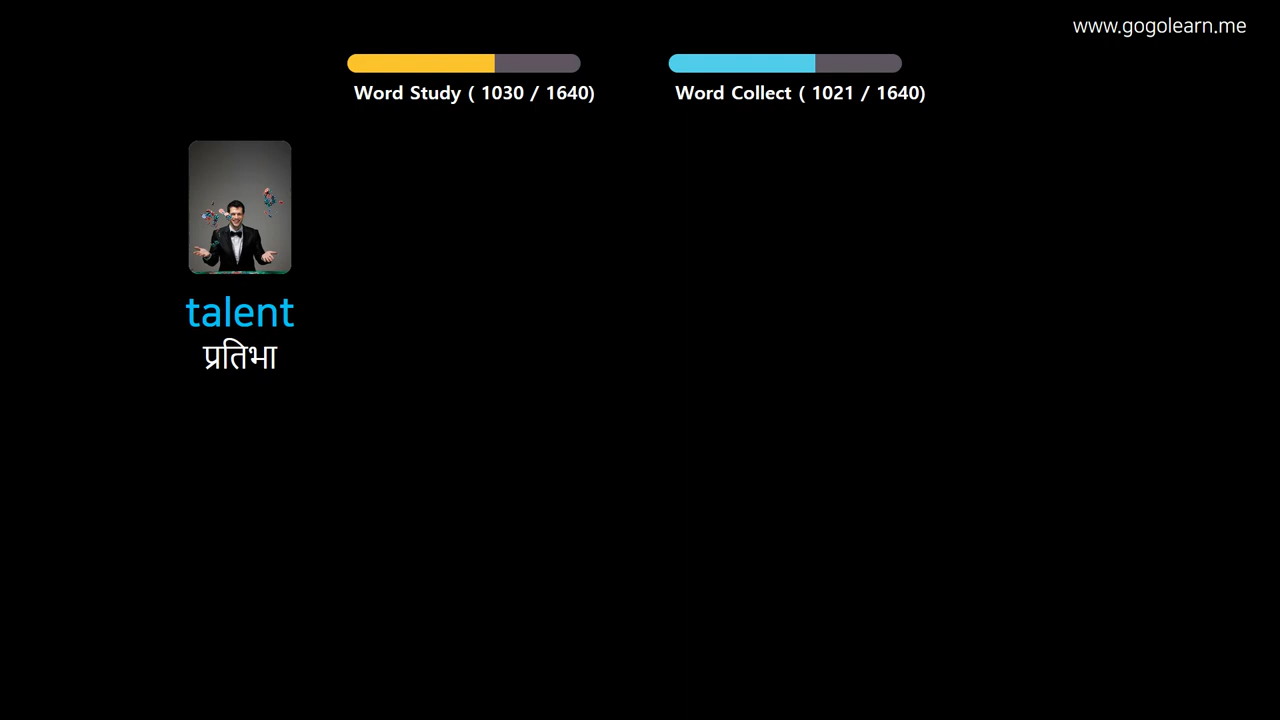 www.gogolearn.me
Word Study ( 1030 / 1640)
Word Collect ( 1021 / 1640)
talent
प्रतिभा